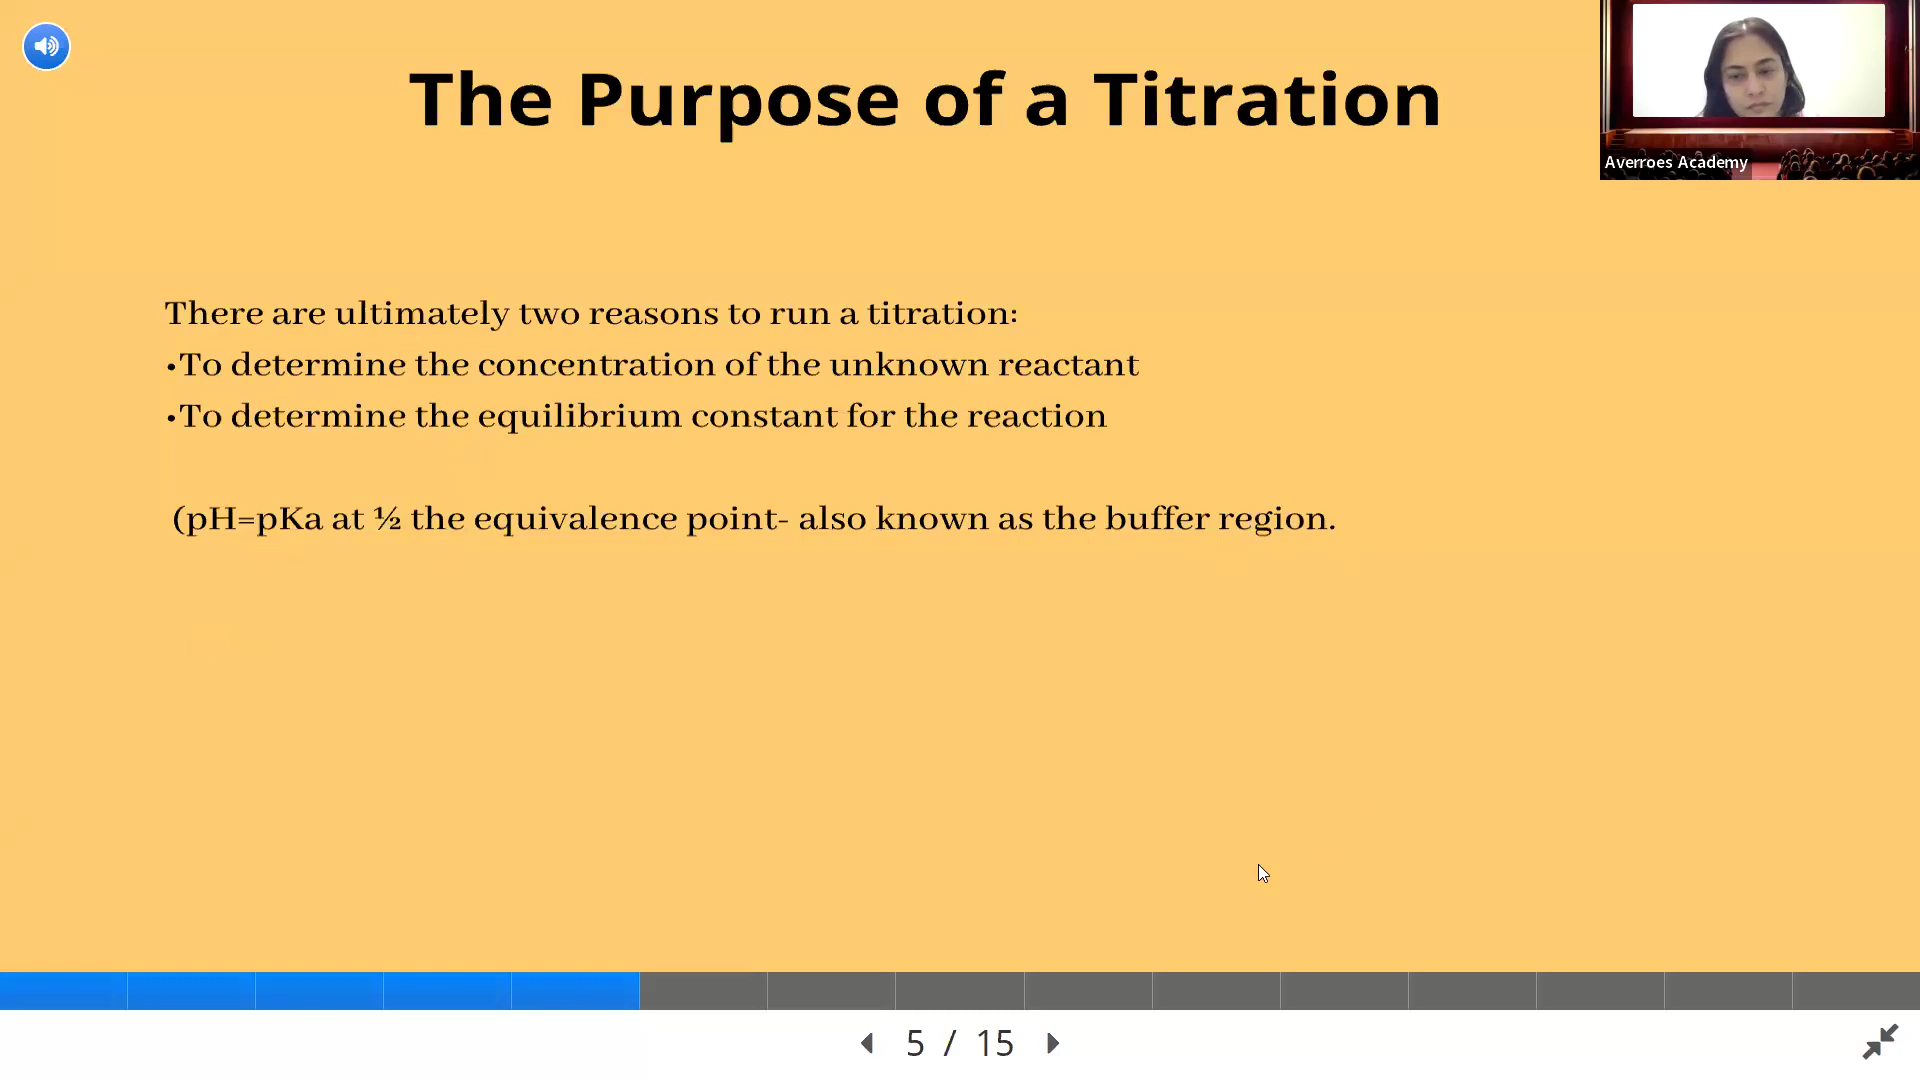 The Purpose of a Titration
Averroes Academy
There are ultimately two reasons to run a titration:
•To determine the concentration of the unknown reactant
•To determine the equilibrium constant for the reaction
(pH=pKa at ½ the equivalence point- also known as the buffer region.
5 / 15